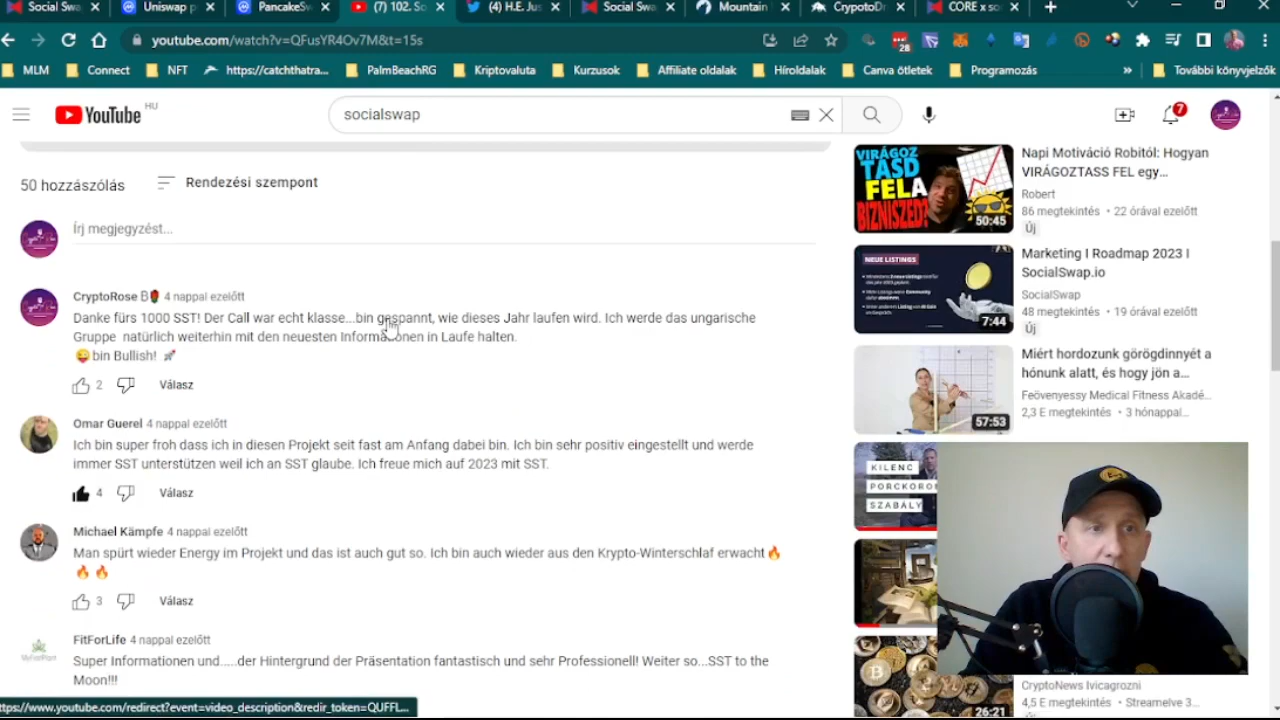 Social Swa
Uniswap p
PancakeSw
(7) 102. So
(4) H.E. Jus
Social Swa
Mountain
CryptoDr
CORE x so
youtube.com/watch?v=QFusYR4Ov7M&t=15s
28
MLM
Connect
NFT
https://catchthatra...
PalmBeachRG
Kriptovaluta
Kurzusok
Affiliate oldalak
Híroldalak
Canva ötletek
Programozás
»
További könyvjelzők
YouTube HU
socialswap
7
50 hozzászólás
Rendezési szempont
Írj megjegyzést...
CryptoRose 4 nappal ezelőtt
Danke fürs Zoomcall war echt klasse...bin gespannt, wie dieses Jahr laufen wird. Ich werde das ungarische
Gruppe natürlich weiterhin mit den neuesten Informationen in Laufe halten.
😜bin Bullish! 🚀
2
Válasz
Omar Guerel 4 nappal ezelőtt
Ich bin super froh das ich in diesen Projekt seit fast am Anfang dabei bin. Ich bin sehr positiv eingestellt und werde
immer SST unterstützen weil ich an SST glaube. Ich freue mich auf 2023 mit SST.
4
Válasz
Michael Kämpfe 4 nappal ezelőtt
Man spürt wieder Energy im Projekt und das ist auch gut so. Ich bin auch wieder aus den Krypto-Winterschlaf erwacht🔥
🔥🔥
3
Válasz
FitForLife 4 nappal ezelőtt
Super Informationen und.....der Hintergrund der Präsentation fantastisch und sehr Professionell! Weiter so...SST to the
Moon!!!
ttps://www.youtube.com/redirect?event=video_description&redir_token=QUFFL...
VIRÁGOZ
TASD
FEL A
BIZNISZED?
50:45
Napi Motiváció Robitól: Hogyan
VIRÁGOZTASS FEL egy...
Robert
86 megtekintés • 22 órával ezelőtt
Új
NEUE LISTINGS
7:44
Marketing I Roadmap 2023 I
SocialSwap.io
SocialSwap
48 megtekintés • 19 órával ezelőtt
Új
57:53
Miért hordozunk görögdinnyét a
hónunk alatt, és hogy jön a...
Feövenyessy Medical Fitness Akadé...
2,3 E megtekintés • 3 hónappal...
KILENC
PORCKORO
SZABÁLY
26:21
CryptoNews Ivicagrozni
4,5 E megtekintés • Streamelve 3...